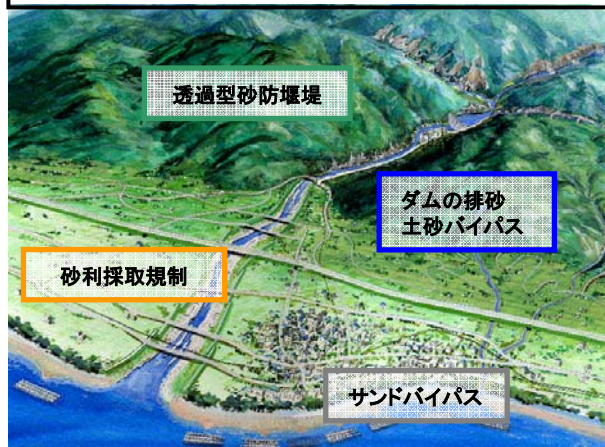 透過型砂防堰堤
ダムの排砂
土砂バイパス
砂利採取規制
サンドバイパス